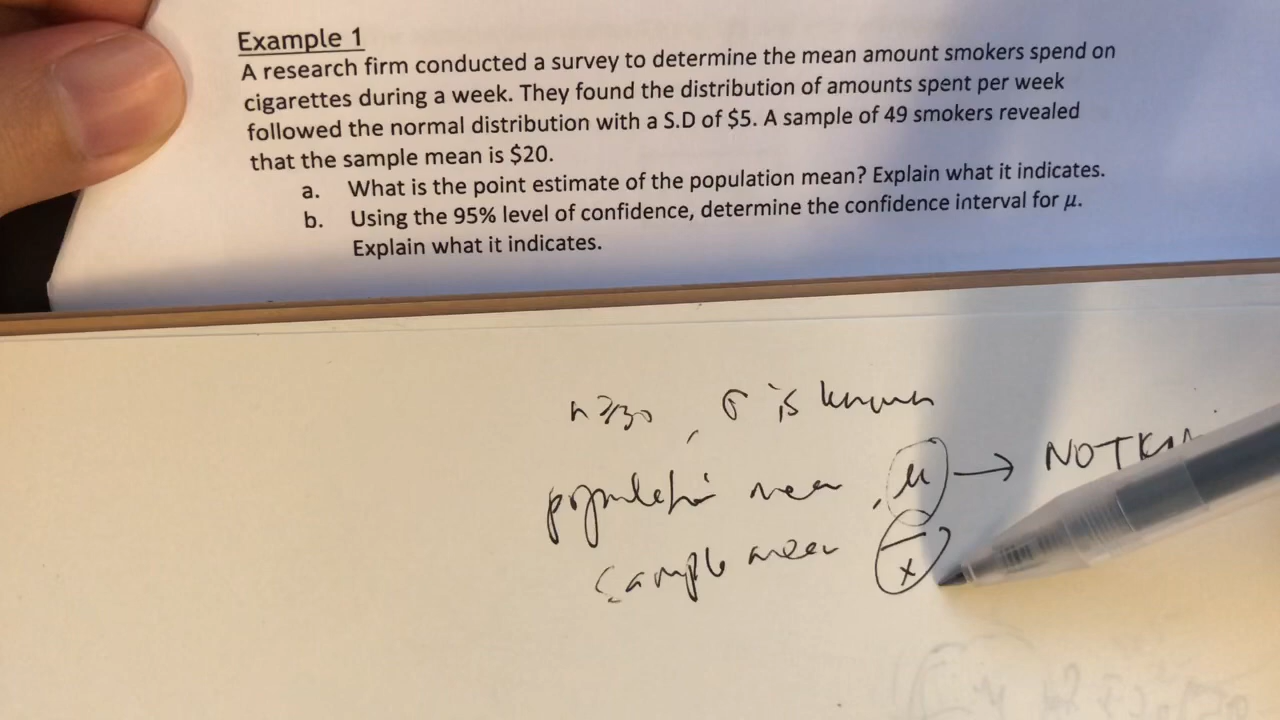 Example 1
A research firm conducted a survey to determine the mean amount smokers spend on
cigarettes during a week. They found the distribution of amounts spent per week
followed the normal distribution with a S.D of $5. A sample of 49 smokers revealed
that the sample mean is $20.
a. What is the point estimate of the population mean? Explain what it indicates.
b. Using the 95% level of confidence, determine the confidence interval for μ.
Explain what it indicates.
n ≥ 30, σ is known
population mean, μ → NOT
sample mean x̄